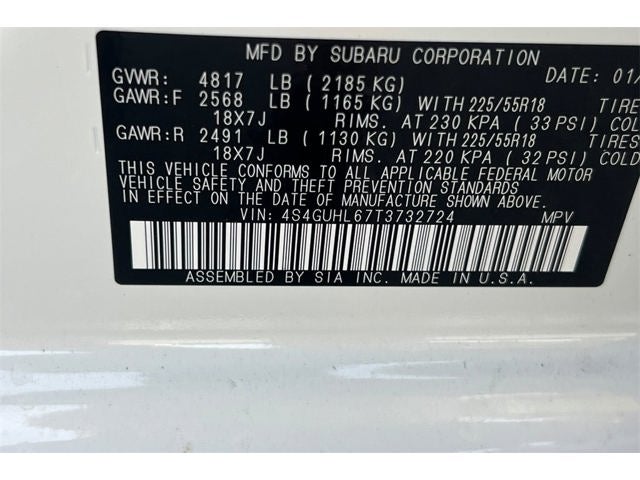 MFD BY SUBARU CORPORATION
GVWR: 4817 LB ( 2185 KG) DATE: 01/
GAWR:F 2568 LB ( 1165 KG) WITH 225/55R18 TIRE
18X7J RIMS. AT 230 KPA ( 33 PSI) COLD
GAWR:R 2491 LB ( 1130 KG) WITH 225/55R18 TIRES
18X7J RIMS. AT 220 KPA ( 32 PSI) COLD
THIS VEHICLE CONFORMS TO ALL APPLICABLE FEDERAL MOTOR
VEHICLE SAFETY AND THEFT PREVENTION STANDARDS
IN EFFECT ON THE DATE OF MANUFACTURE SHOWN ABOVE.
VIN: 4S4GUHL67T3732724 MPV
ASSEMBLED BY SIA INC. MADE IN U.S.A.